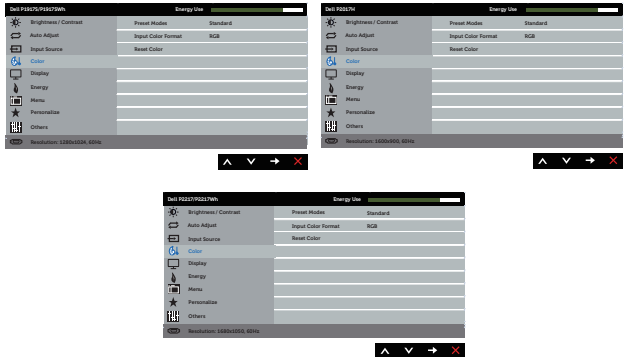 Dell P1917S/P1917SWh. Energy Use
Brightness / Contrast Preset Modes Standard
Auto Adjust Input Color Format RGB
Input Source Reset Color
Color
Display
Energy
Menu
Personalize
Others
Resolution: 1280x1024, 60Hz
Dell P2017H Energy Use
Brightness / Contrast Preset Modes Standard
Auto Adjust Input Color Format RGB
Input Source Reset Color
Color
Display
Energy
Menu
Personalize
Others
Resolution: 1600x900, 60Hz
Dell P2217/P2217Wh Energy Use
Brightness / Contrast Preset Modes Standard
Auto Adjust Input Color Format RGB
Input Source Reset Color
Color
Display
Energy
Menu
Personalize
Others
Resolution: 1680x1050, 60Hz